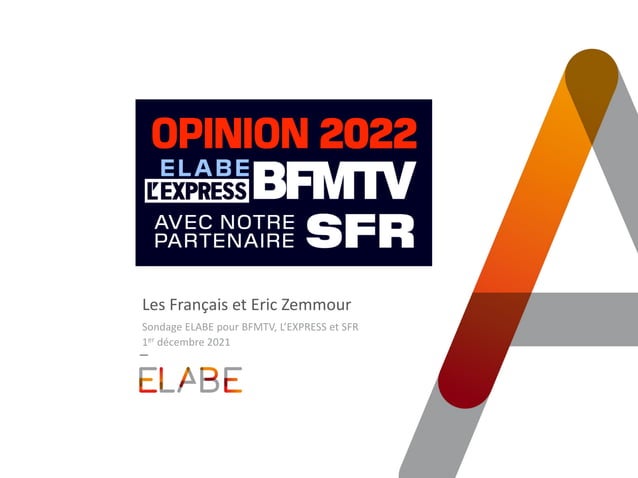 OPINION 2022
ELABE
L'EXPRESS
BFMTV
AVEC NOTRE
PARTENAIRE
SFR
Les Français et Eric Zemmour
Sondage ELABE pour BFMTV, L'EXPRESS et SFR
1er décembre 2021
ELABE